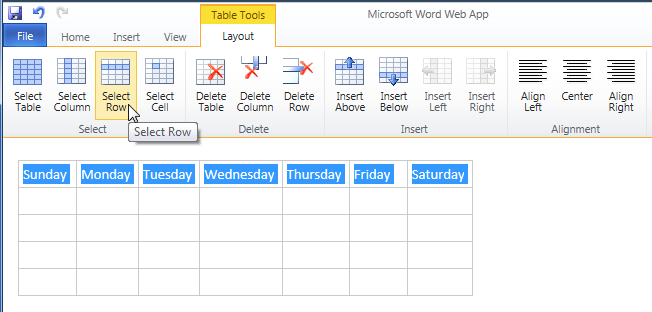 Table Tools
Microsoft Word Web App
File
Home
Insert
View
Layout
Select Table
Select Column
Select Row
Select Cell
Delete Table
Delete Column
Delete Row
Insert Above
Insert Below
Insert Left
Insert Right
Align Left
Center
Align Right
Select
Delete
Insert
Alignment
Select Row
Sunday Monday Tuesday Wednesday Thursday Friday Saturday